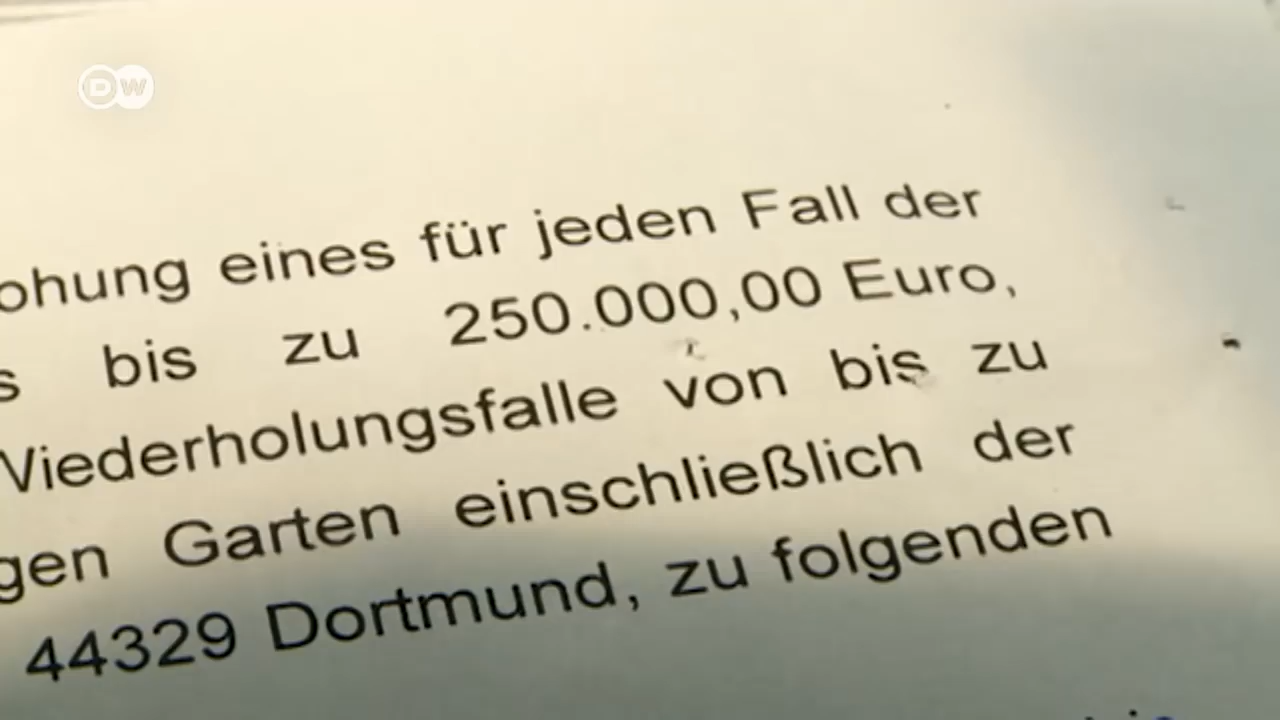 DW
ohung eines für jeden Fall der
s bis zu 250.000,00 Euro,
Wiederholungsfalle von bis zu
gen Garten einschließlich der
44329 Dortmund, zu folgenden